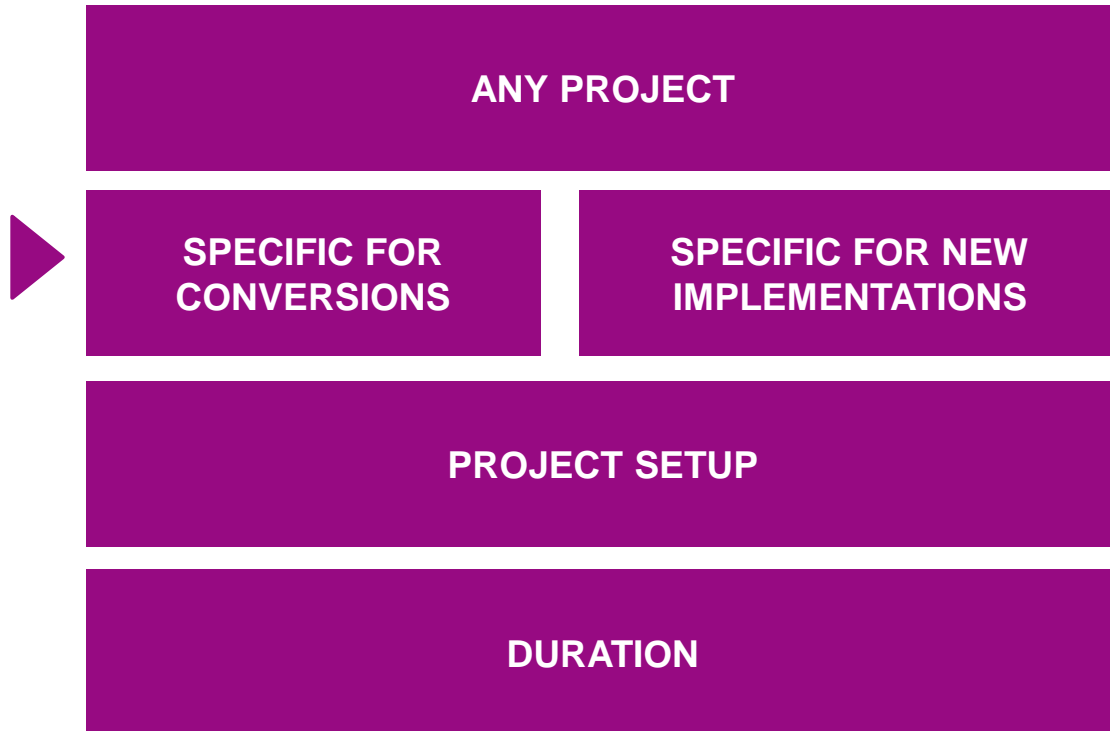 ANY PROJECT
SPECIFIC FOR
CONVERSIONS
SPECIFIC FOR NEW
IMPLEMENTATIONS
PROJECT SETUP
DURATION